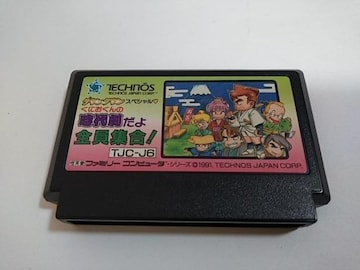 TECHNŌS
TECHNOS JAPAN CORP.
ダウンタウンスペシャル
くにおくんの
時代劇だよ
全員集合!
TJC-J6
ファミリー コンピュータ シリーズ ©1991. TECHNOS JAPAN CORP.